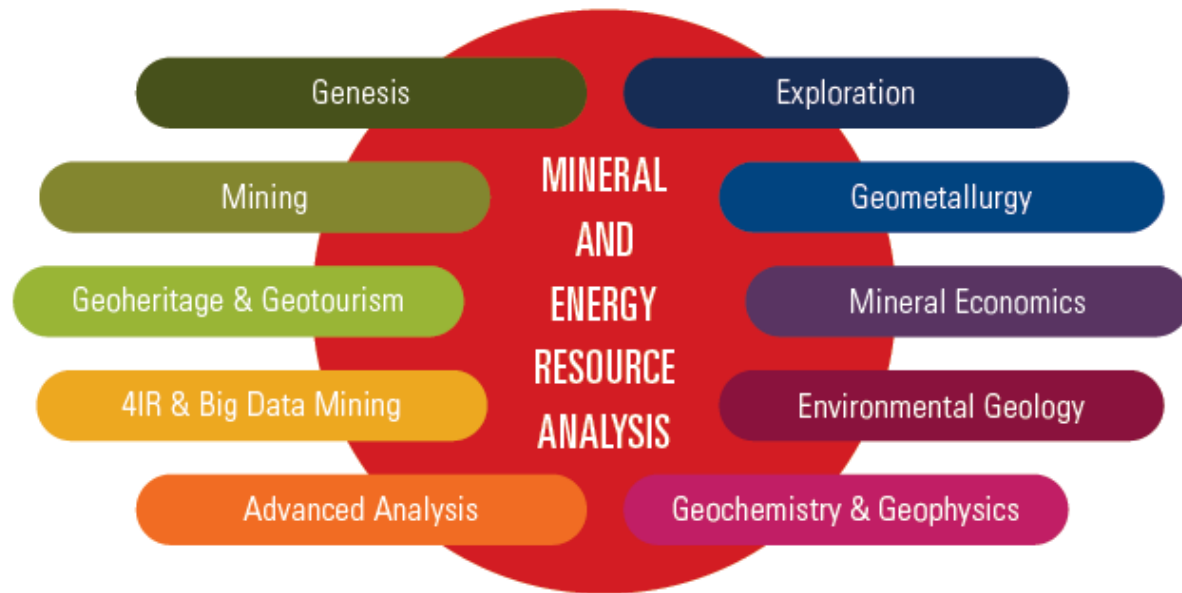 Genesis
Exploration
Mining
Geometallurgy
Geoheritage & Geotourism
Mineral Economics
4IR & Big Data Mining
Environmental Geology
Advanced Analysis
Geochemistry & Geophysics
MINERAL
AND
ENERGY
RESOURCE
ANALYSIS